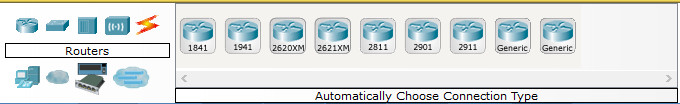 1841 1941 2620XM 2621XM 2811 2901 2911 Generic Generic
Routers
Automatically Choose Connection Type